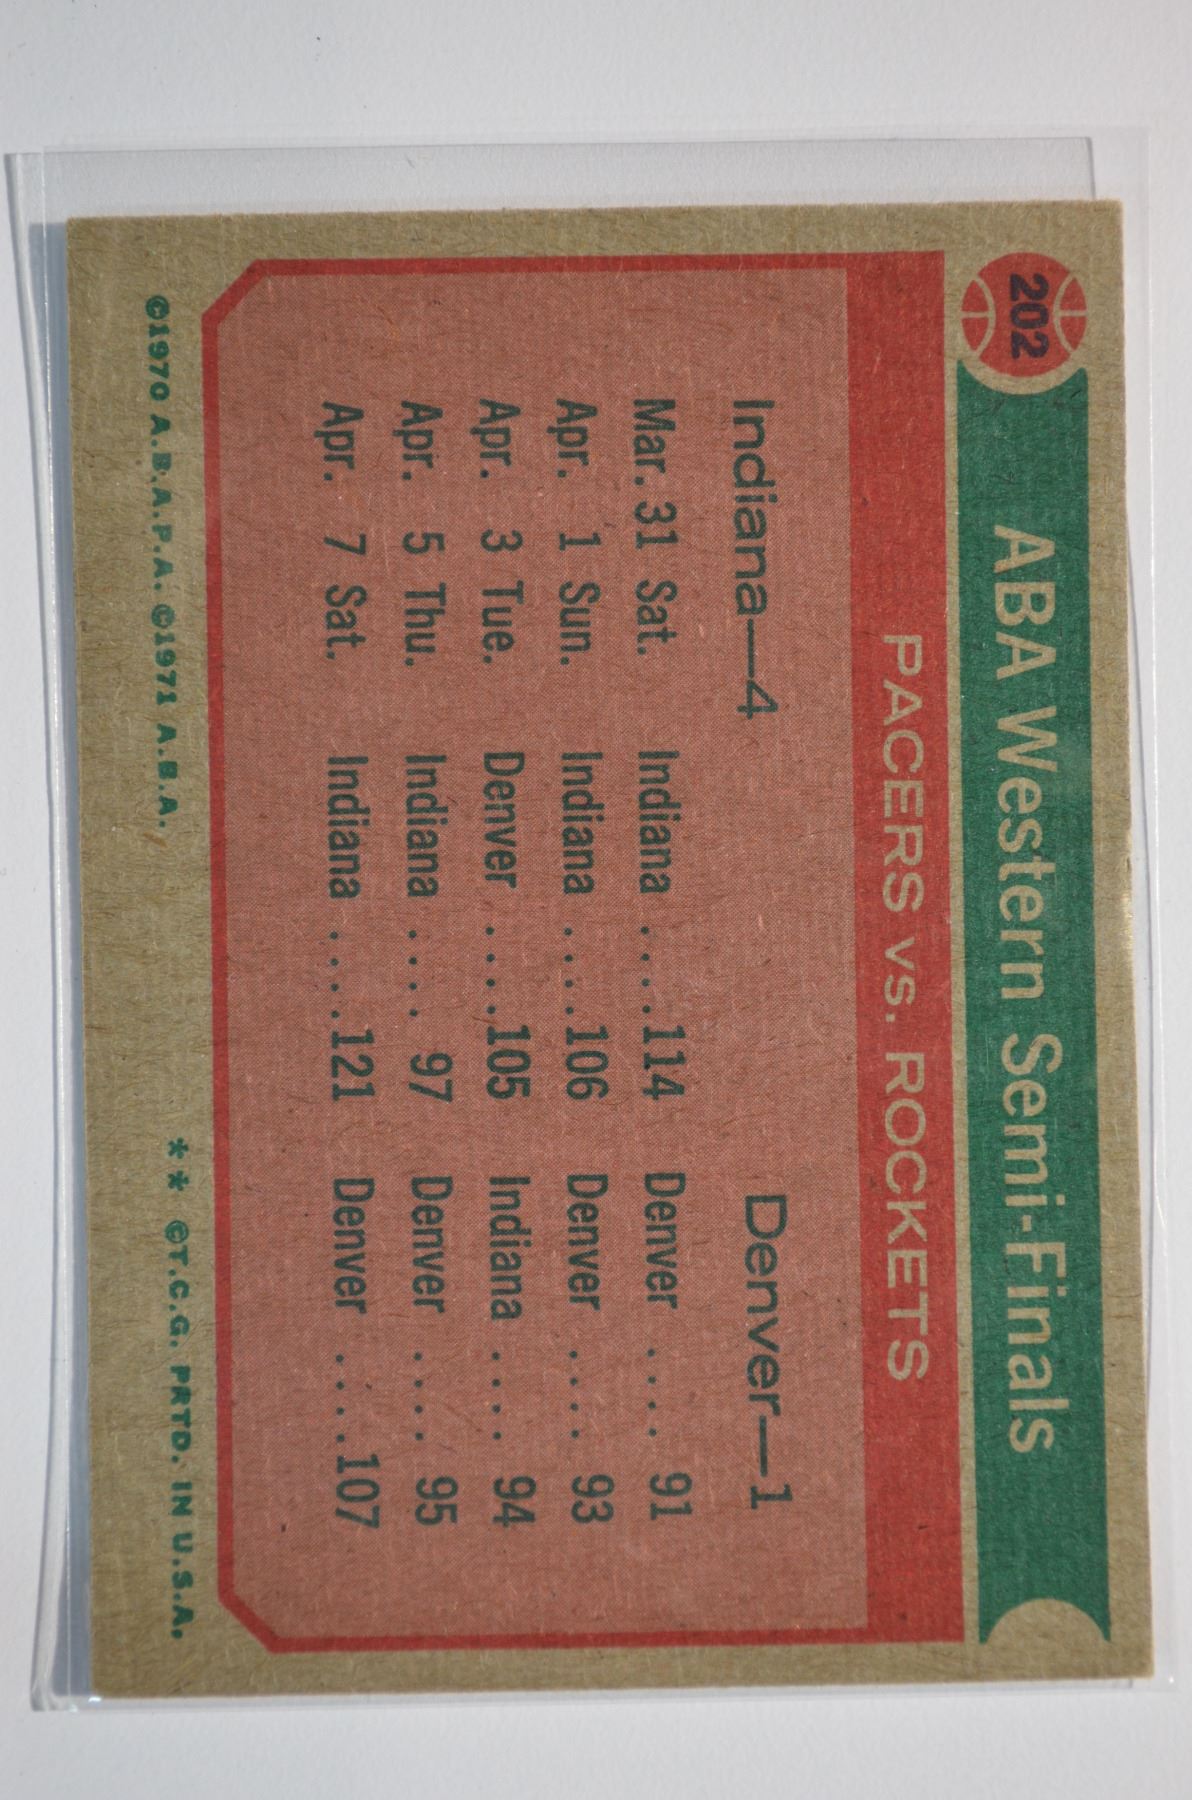 202
ABA Western Semi-Finals
PACERS vs. ROCKETS
Indiana—4 Denver—1
Mar. 31 Sat. Indiana ....114 Denver .... 91
Apr. 1 Sun. Indiana ....106 Denver .... 93
Apr. 3 Tue. Denver ....105 Indiana .... 94
Apr. 5 Thu. Indiana .... 97 Denver .... 95
Apr. 7 Sat. Indiana ....121 Denver ....107
©1970 A.B.A.P.A. ©1971 A.B.A. ** ©T.C.G. PRTD. IN U.S.A.